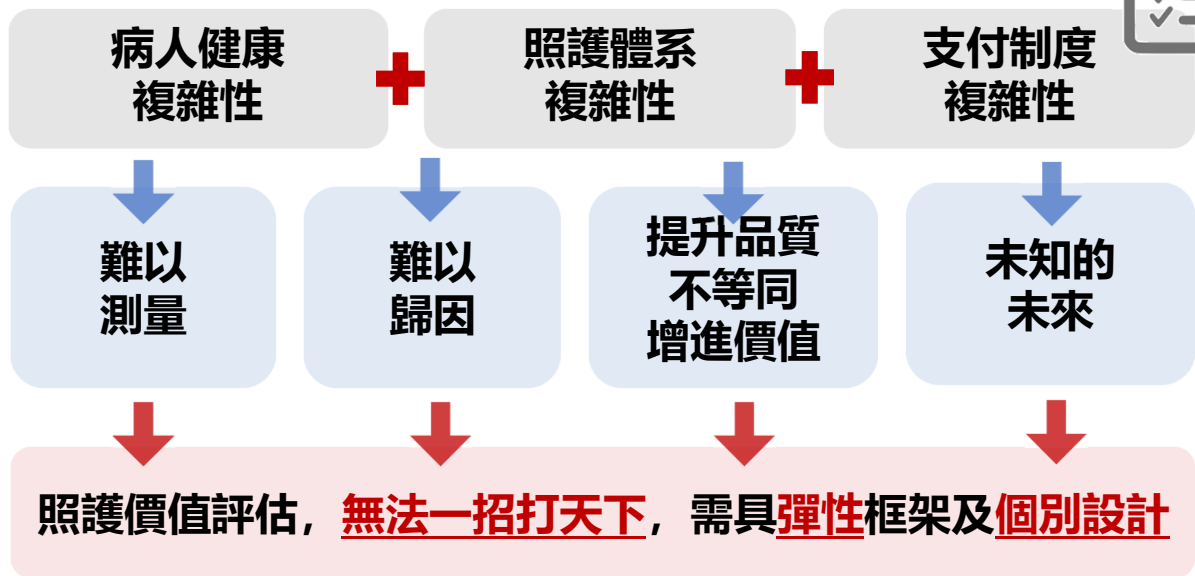 病人健康
複雜性
照護體系
複雜性
支付制度
複雜性
難以
測量
難以
歸因
提升品質
不等同
增進價值
未知的
未來
照護價值評估，無法一招打天下，需具彈性框架及個別設計